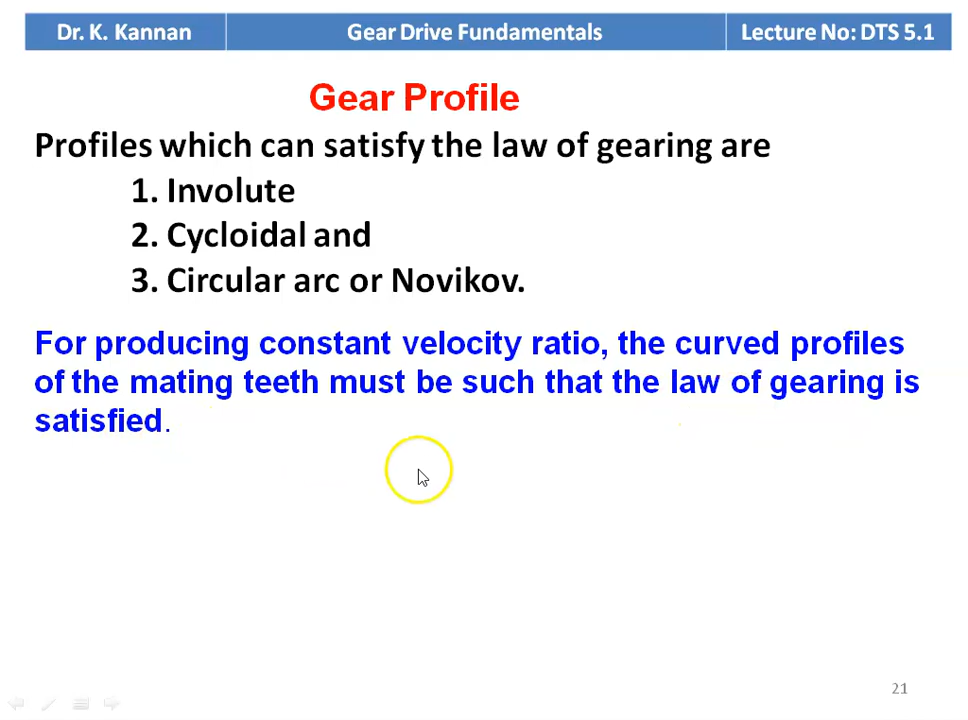 Dr. K. Kannan
Gear Drive Fundamentals
Lecture No: DTS 5.1
Gear Profile
Profiles which can satisfy the law of gearing are
1. Involute
2. Cycloidal and
3. Circular arc or Novikov.
For producing constant velocity ratio, the curved profiles
of the mating teeth must be such that the law of gearing is
satisfied.
21